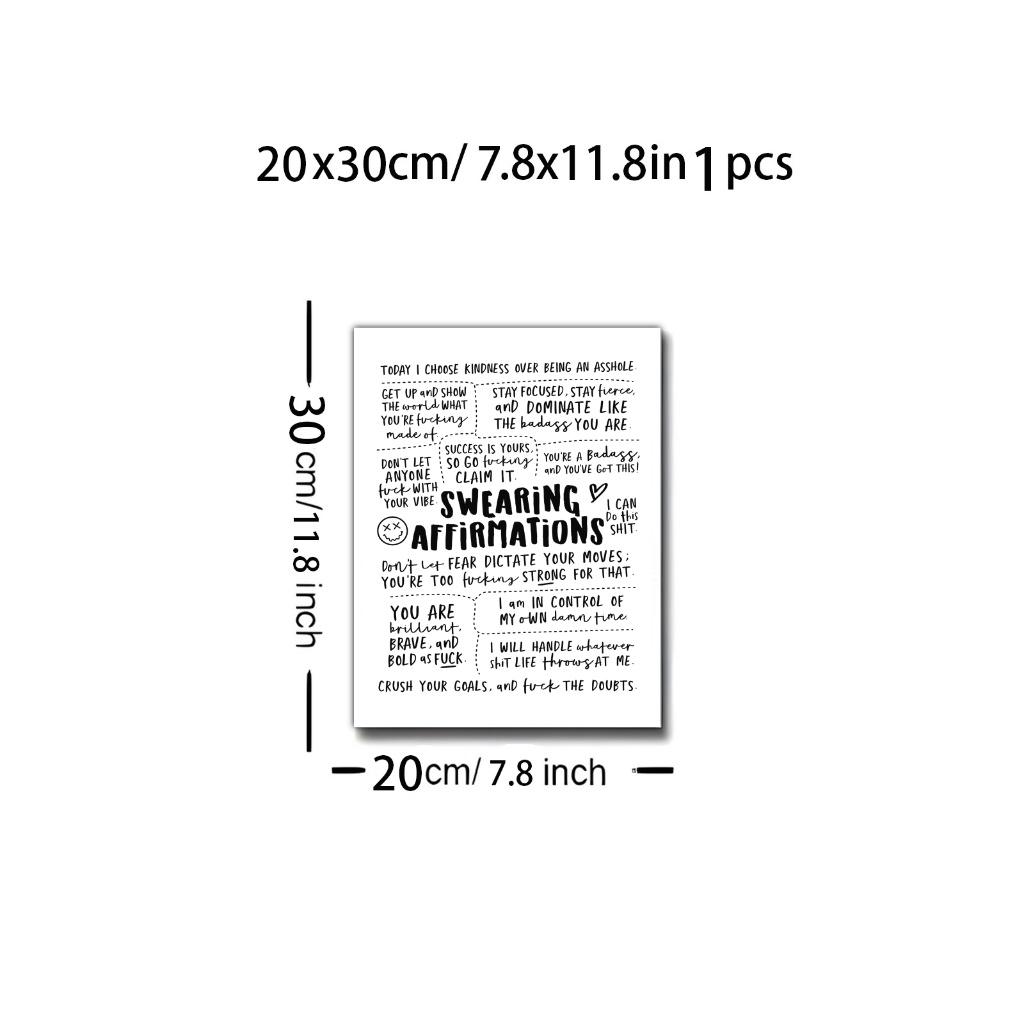 20x30cm/ 7.8x11.8in 1 pcs
30cm/11.8 inch
TODAY I CHOOSE KINDNESS OVER BEING AN ASSHOLE.
GET UP and SHOW
THE world WHAT
YOU'RE fucking
made of.
STAY FOCUSED, STAY fierce,
and DOMINATE LIKE
THE badass YOU ARE.
SUCCESS IS YOURS,
SO GO fucking
CLAIM IT.
YOU'RE A Badass,
and YOU'VE GOT THIS!
DON'T LET
ANYONE
fuck WITH
YOUR VIBE.
SWEARiNG
AFFiRMATiONS
I CAN
Do this
SHIT.
Don't let FEAR DICTATE YOUR MOVES;
YOU'RE TOO fucking STRONG FOR THAT.
YOU ARE
brilliant,
BRAVE, and
BOLD as FUCK.
I am IN CONTROL OF
MY oWN damn time.
I WILL HANDLE whatever
shiT LIFE throws AT ME.
CRUSH YOUR GOALS, and fuck THE DOUBTS.
20cm/ 7.8 inch